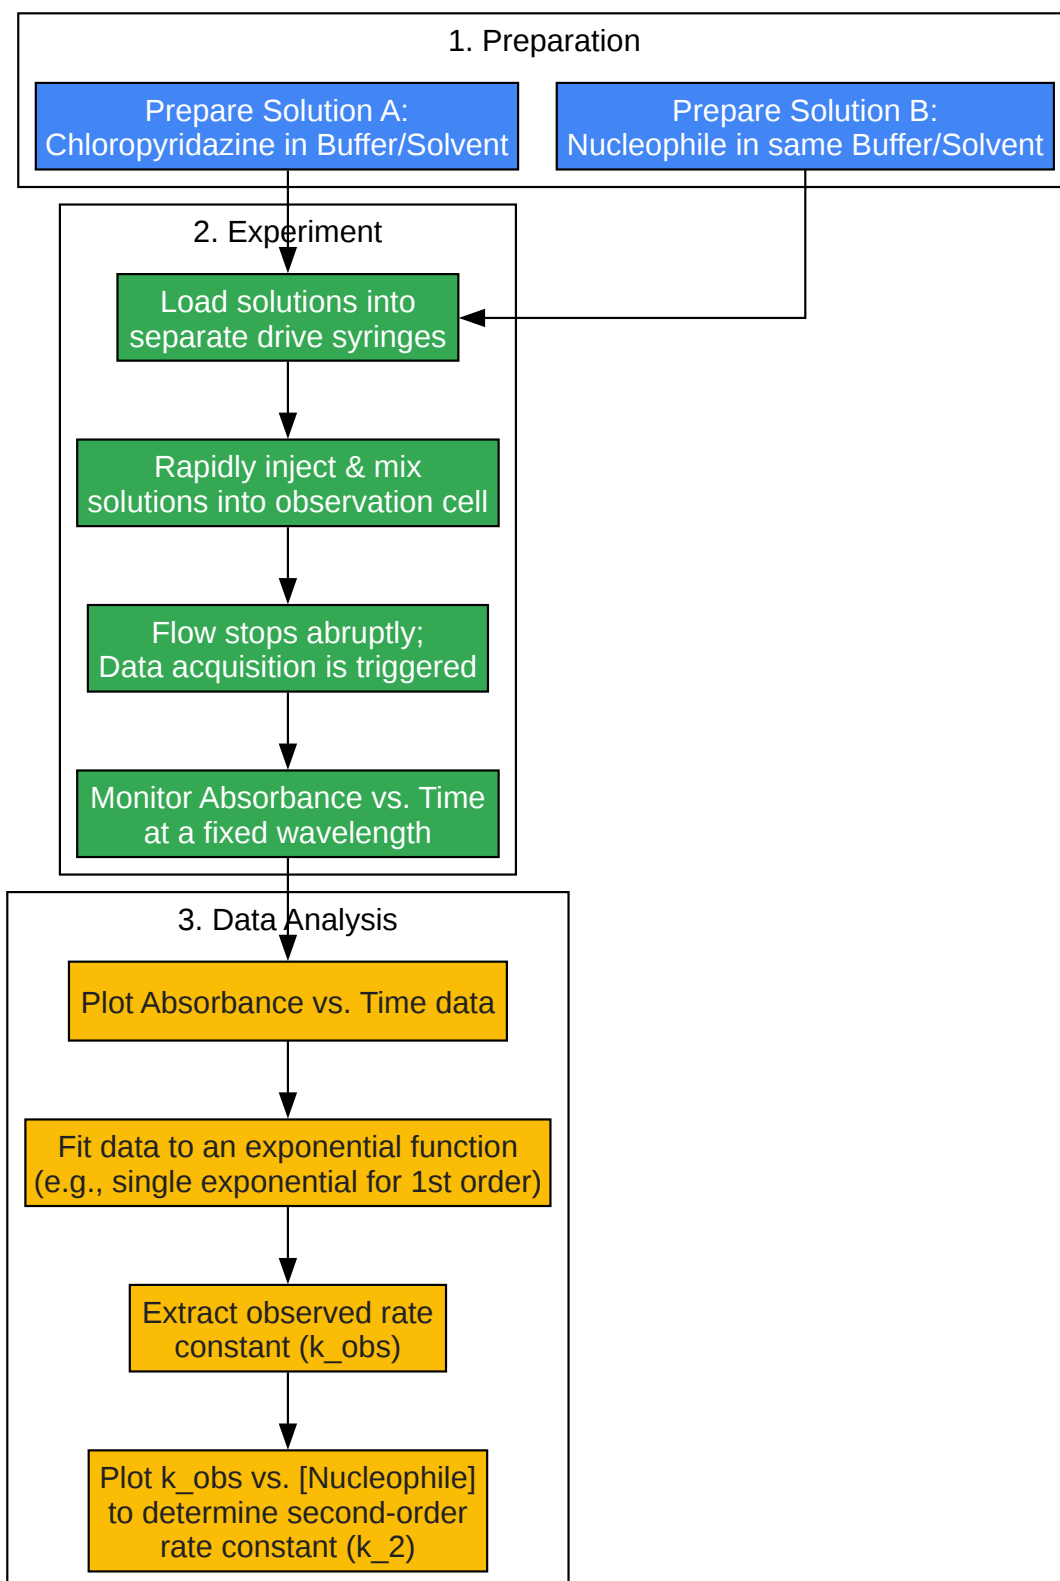 1. Preparation
Prepare Solution A:
Chloropyridazine in Buffer/Solvent
Prepare Solution B:
Nucleophile in same Buffer/Solvent
2. Experiment
Load solutions into
separate drive syringes
Rapidly inject & mix
solutions into observation cell
Flow stops abruptly;
Data acquisition is triggered
Monitor Absorbance vs. Time
at a fixed wavelength
3. Data Analysis
Plot Absorbance vs. Time data
Fit data to an exponential function
(e.g., single exponential for 1st order)
Extract observed rate
constant (k_obs)
Plot k_obs vs. [Nucleophile]
to determine second-order
rate constant (k_2)